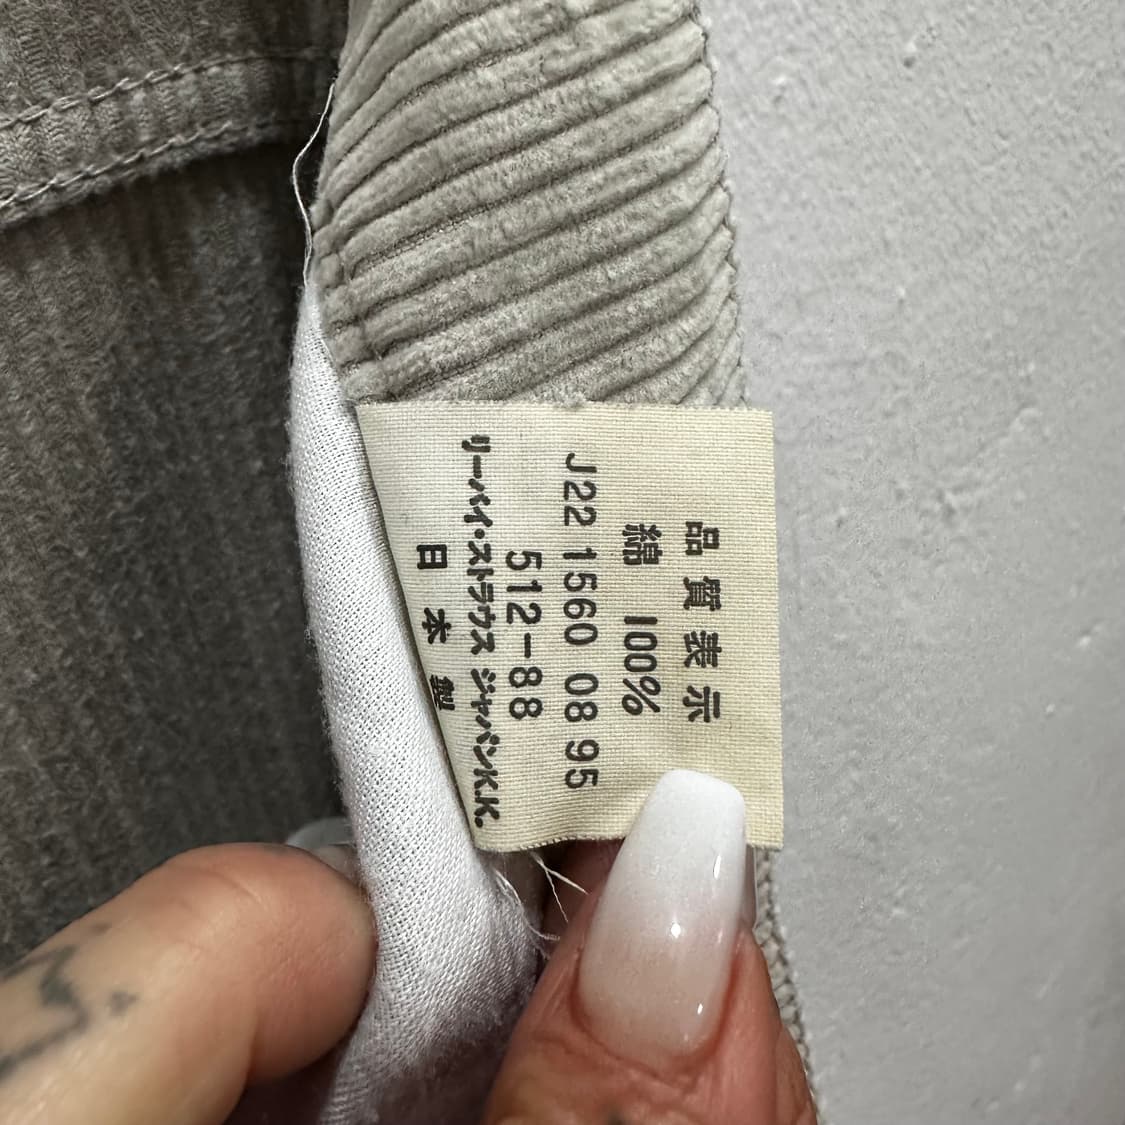 品質表示
綿 100%
J22 1560 08 95
512-88
リーバイ・ストラウス ジャパンK.K.
日本製